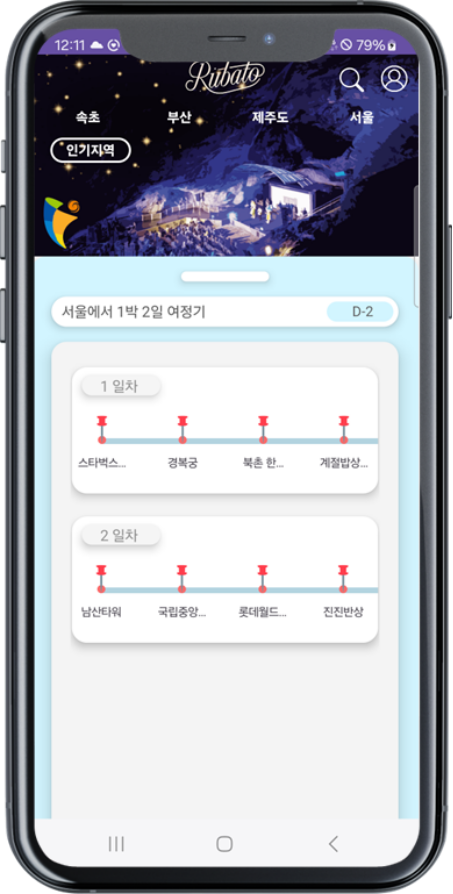 12:11
79%
Rubato
속초 부산 제주도 서울
인기지역
서울에서 1박 2일 여정기 D-2
1 일차
스타벅스... 경복궁 북촌 한... 계절밥상...
2 일차
남산타워 국립중앙... 롯데월드... 진진반상